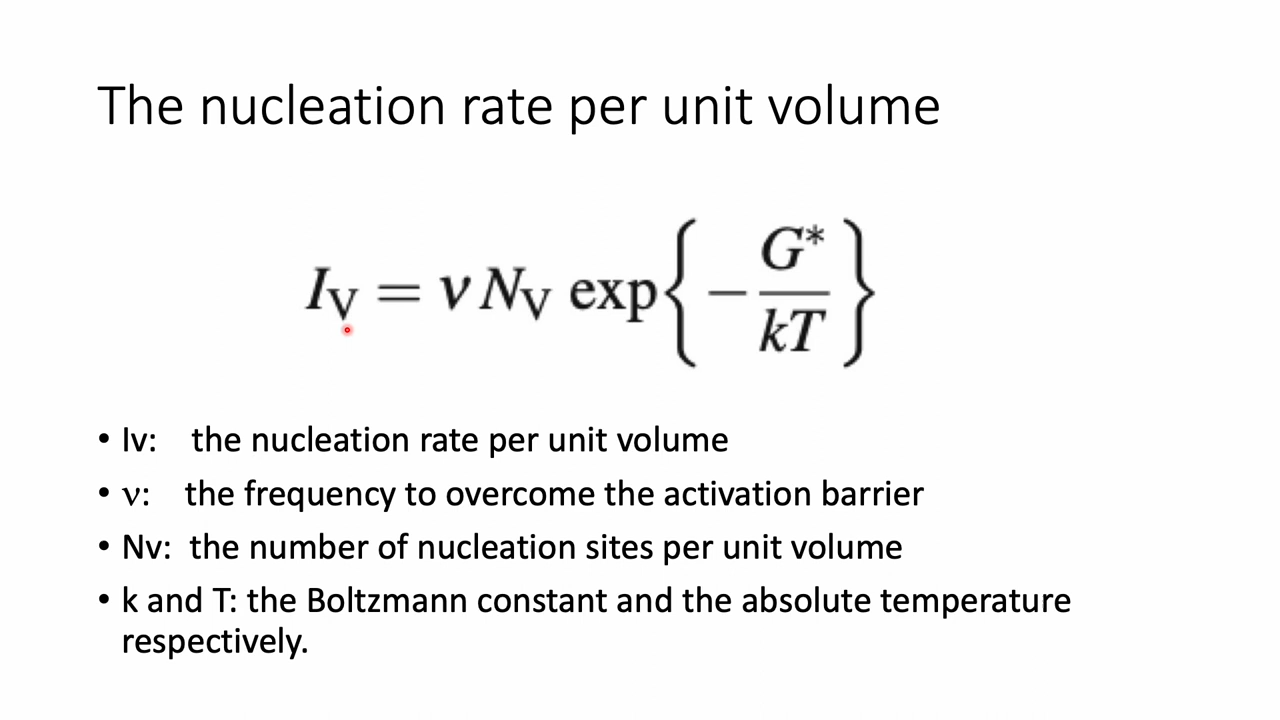 The nucleation rate per unit volume
I_V = ν N_V exp{ − G*/kT }
• Iv: the nucleation rate per unit volume
• ν: the frequency to overcome the activation barrier
• Nv: the number of nucleation sites per unit volume
• k and T: the Boltzmann constant and the absolute temperature
respectively.